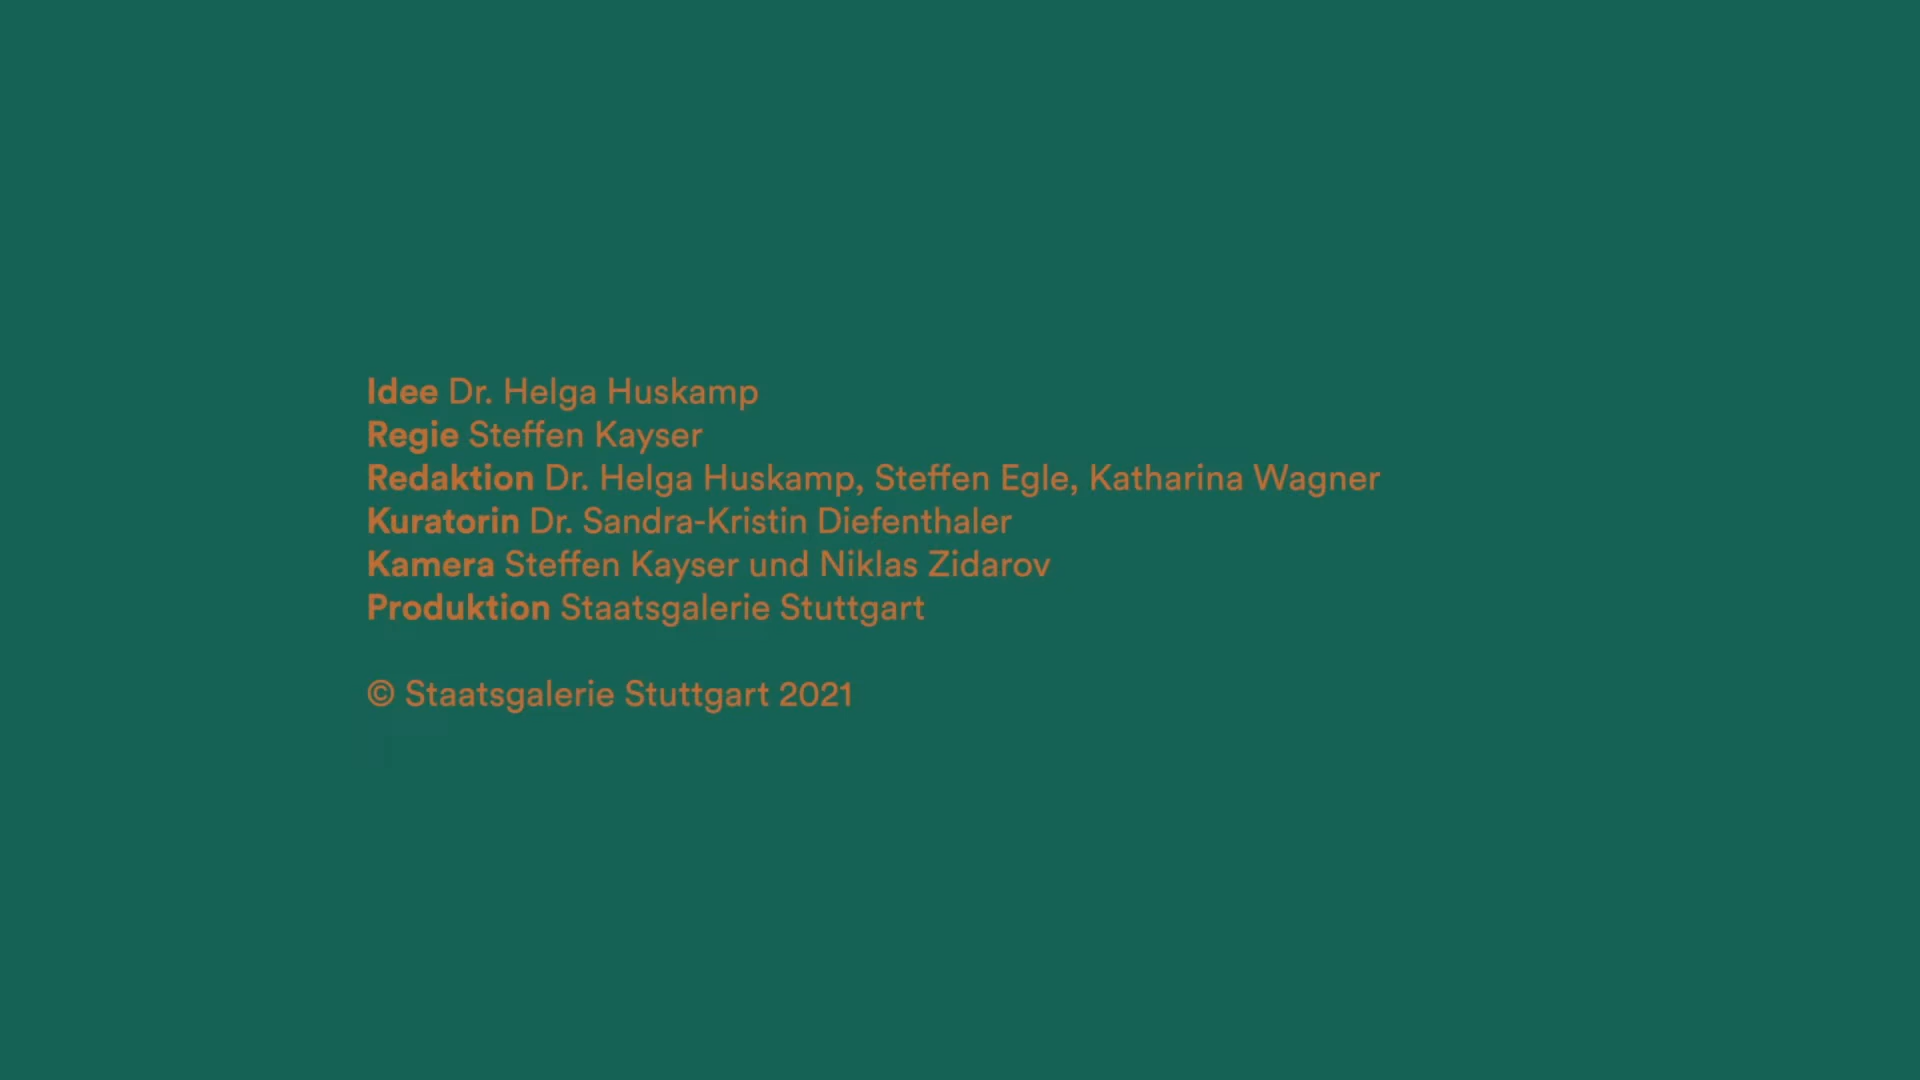 Idee Dr. Helga Huskamp
Regie Steffen Kayser
Redaktion Dr. Helga Huskamp, Steffen Egle, Katharina Wagner
Kuratorin Dr. Sandra-Kristin Diefenthaler
Kamera Steffen Kayser und Niklas Zidarov
Produktion Staatsgalerie Stuttgart
© Staatsgalerie Stuttgart 2021